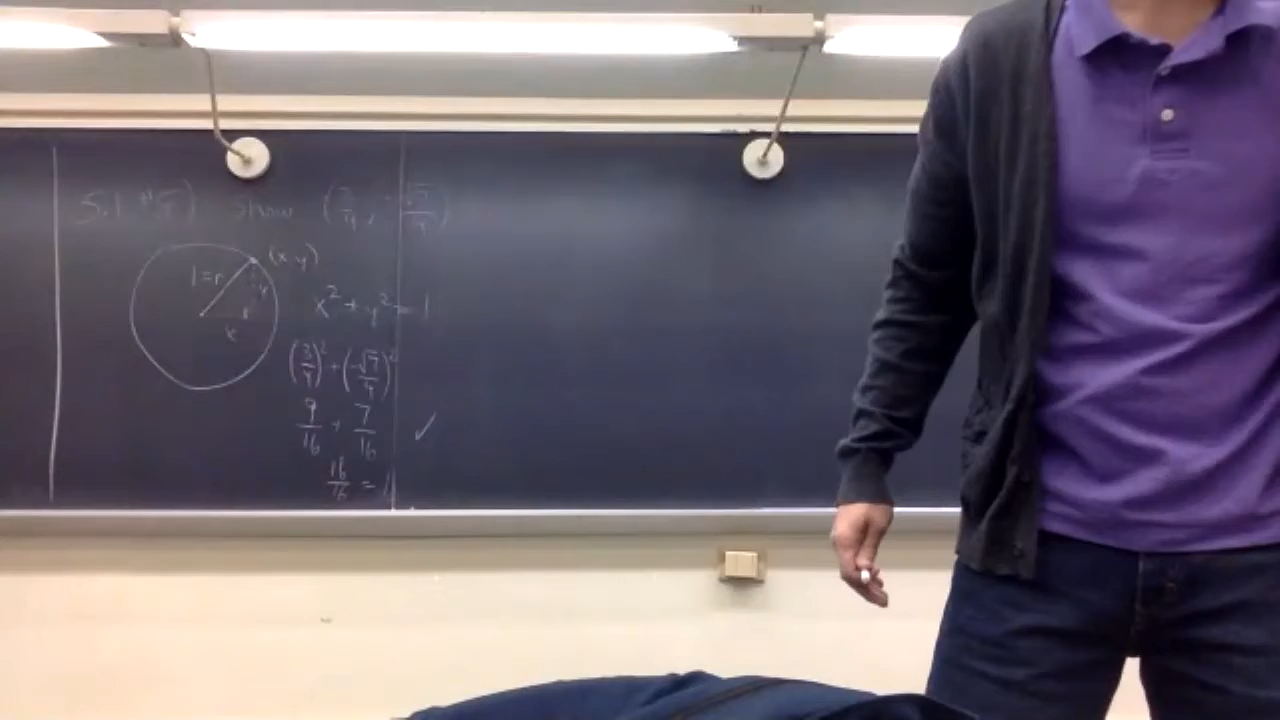 5.1 #5) Show (3/4, -√7/4)
(x,y)
1=r
y
x
x² + y² = 1
(3/4)² + (-√7/4)²
9/16 + 7/16 ✓
16/16 = 1